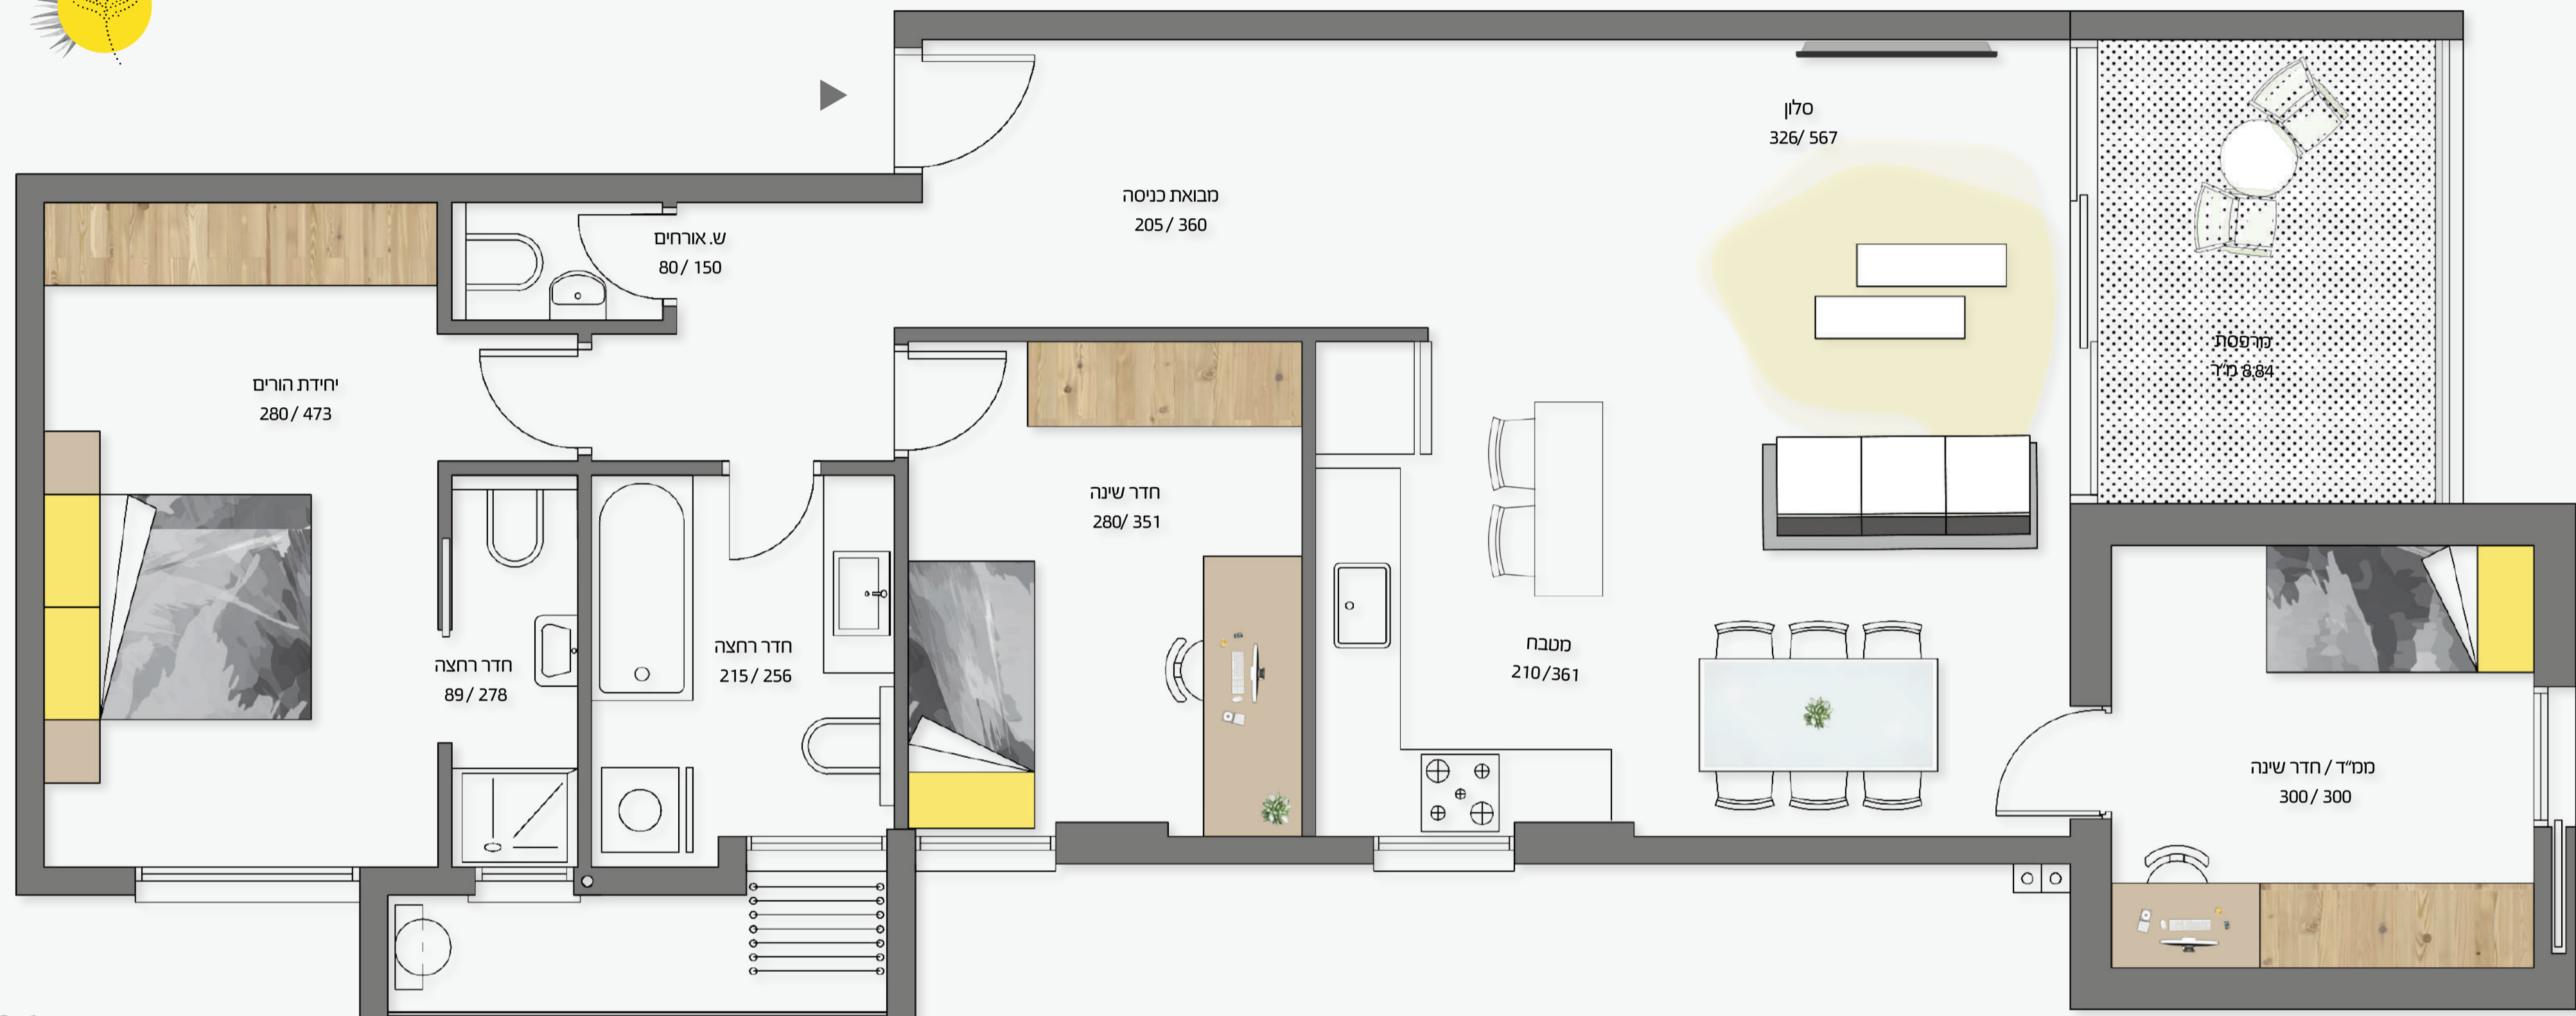 סלון
326/ 567
מבואת כניסה
205/ 360
ש. אורחים
80/ 150
מרפסת
8.84 מ״ר
יחידת הורים
280/ 473
חדר שינה
280/ 351
מטבח
210/361
חדר רחצה
215/ 256
חדר רחצה
89/ 278
ממ״ד / חדר שינה
300/ 300